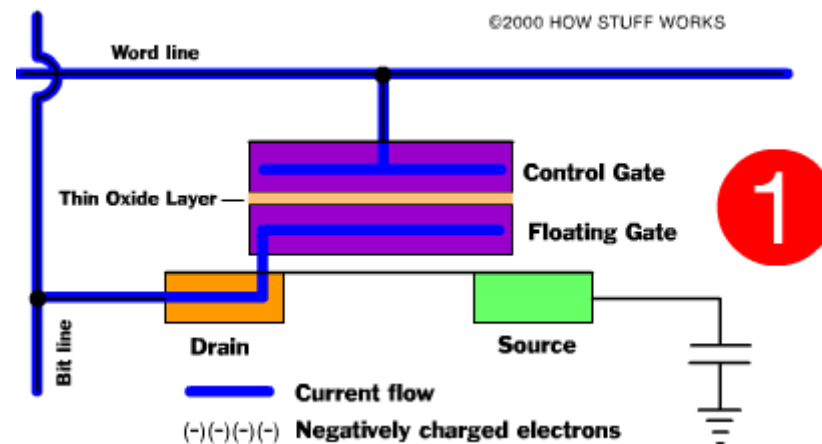 ©2000 HOW STUFF WORKS
Word line
Control Gate
Thin Oxide Layer
1
Floating Gate
Drain
Source
Bit line
Current flow
(-)(-)(-)(-) Negatively charged electrons